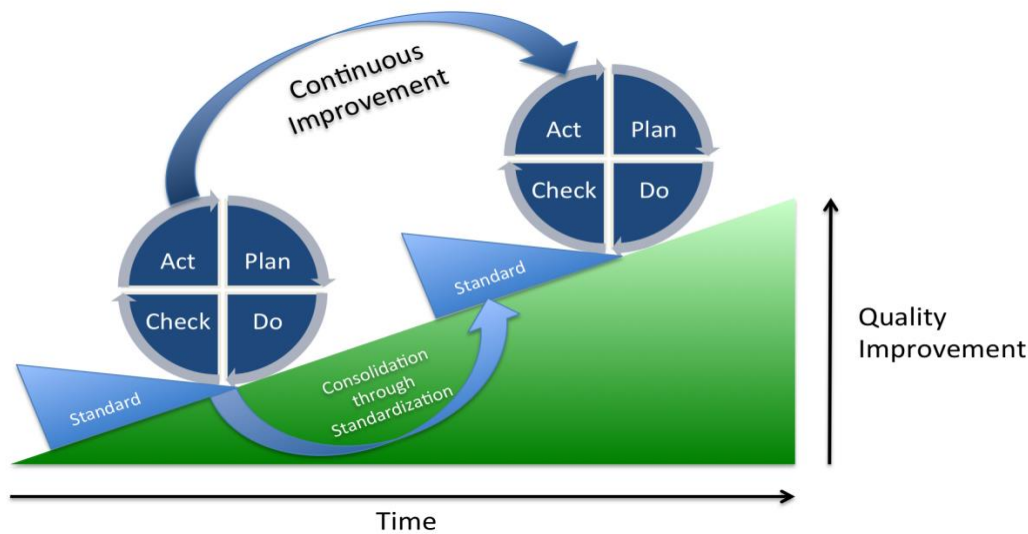 Continuous
Improvement
Act
Plan
Check
Do
Standard
Act
Plan
Check
Do
Standard
Consolidation
through
Standardization
Quality
Improvement
Time